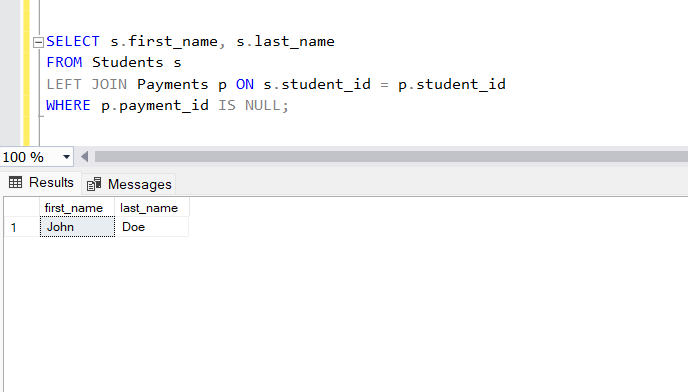 SELECT s.first_name, s.last_name
FROM Students s
LEFT JOIN Payments p ON s.student_id = p.student_id
WHERE p.payment_id IS NULL;
100 %
Results Messages
first_name last_name
1 John Doe